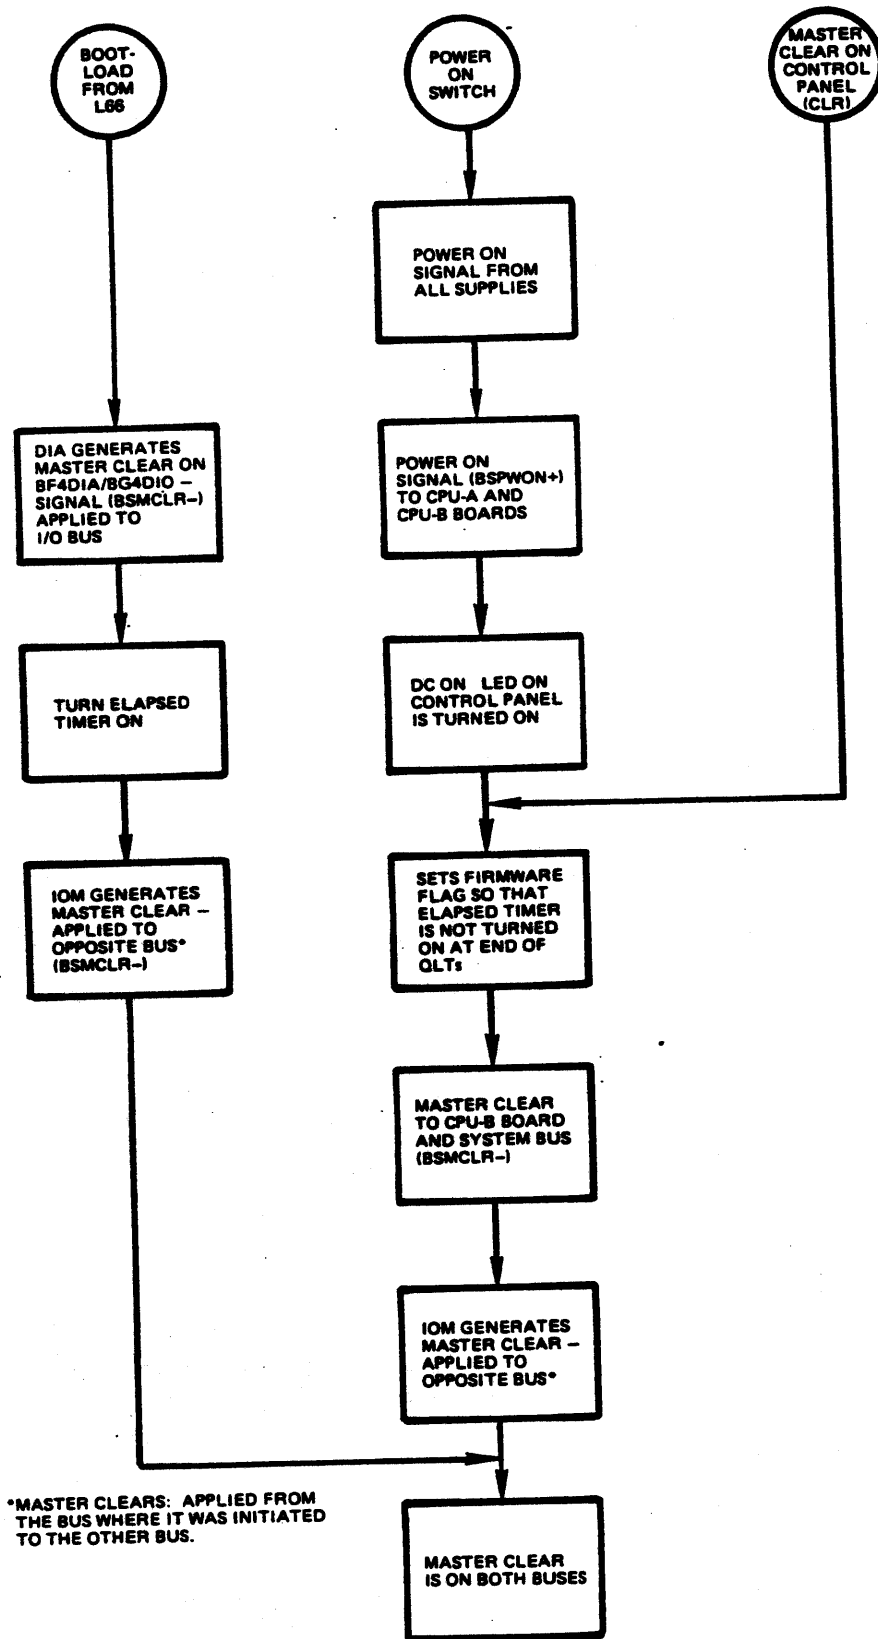 BOOT-
LOAD
FROM
L66
POWER
ON
SWITCH
MASTER
CLEAR ON
CONTROL
PANEL
(CLR)
POWER ON
SIGNAL FROM
ALL SUPPLIES
DIA GENERATES
MASTER CLEAR ON
BF4DIA/BG4DIO –
SIGNAL (BSMCLR–)
APPLIED TO
I/O BUS
POWER ON
SIGNAL (BSPWON+)
TO CPU-A AND
CPU-B BOARDS
TURN ELAPSED
TIMER ON
DC ON LED ON
CONTROL PANEL
IS TURNED ON
IOM GENERATES
MASTER CLEAR –
APPLIED TO
OPPOSITE BUS*
(BSMCLR–)
SETS FIRMWARE
FLAG SO THAT
ELAPSED TIMER
IS NOT TURNED
ON AT END OF
QLTs
MASTER CLEAR
TO CPU-B BOARD
AND SYSTEM BUS
(BSMCLR–)
IOM GENERATES
MASTER CLEAR –
APPLIED TO
OPPOSITE BUS*
*MASTER CLEARS: APPLIED FROM
THE BUS WHERE IT WAS INITIATED
TO THE OTHER BUS.
MASTER CLEAR
IS ON BOTH BUSES